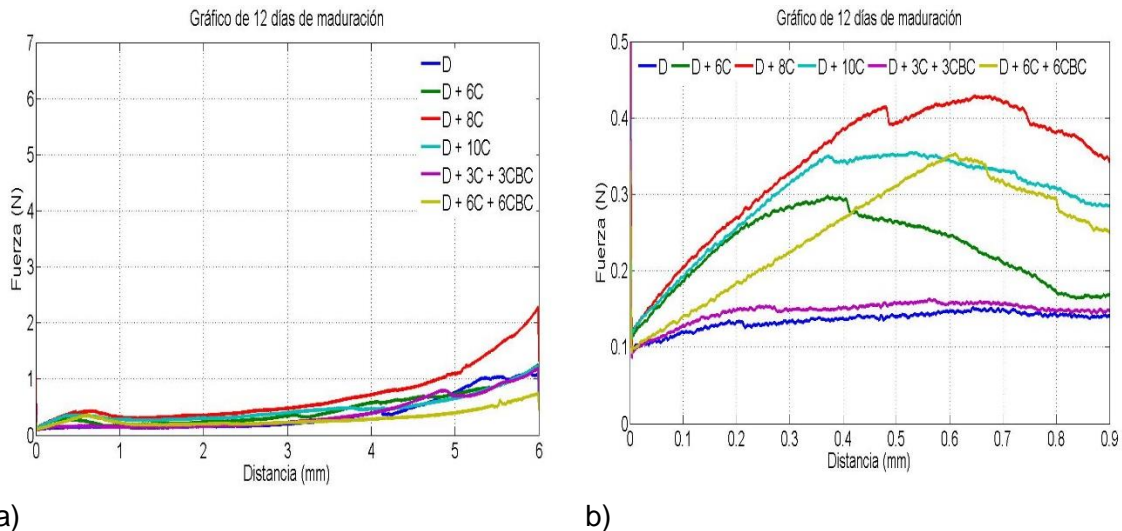 Gráfico de 12 días de maduración
7
6
5
4
3
2
1
0
Fuerza (N)
D
D + 6C
D + 8C
D + 10C
D + 3C + 3CBC
D + 6C + 6CBC
0 1 2 3 4 5 6
Distancia (mm)
a)
Gráfico de 12 días de maduración
0.5
0.4
0.3
0.2
0.1
0
Fuerza (N)
D D + 6C D + 8C D + 10C D + 3C + 3CBC D + 6C + 6CBC
0 0.1 0.2 0.3 0.4 0.5 0.6 0.7 0.8 0.9
Distancia (mm)
b)